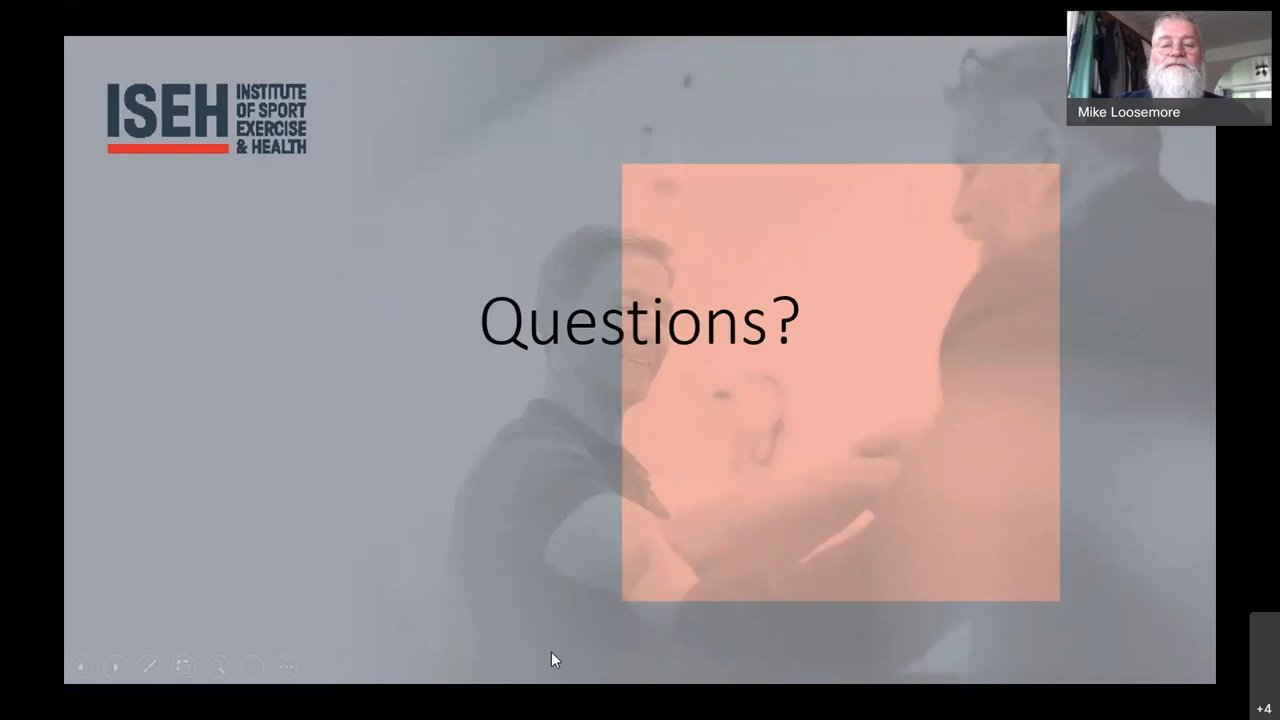 ISEH
INSTITUTE
OF SPORT
EXERCISE
& HEALTH
Mike Loosemore
Questions?
+4